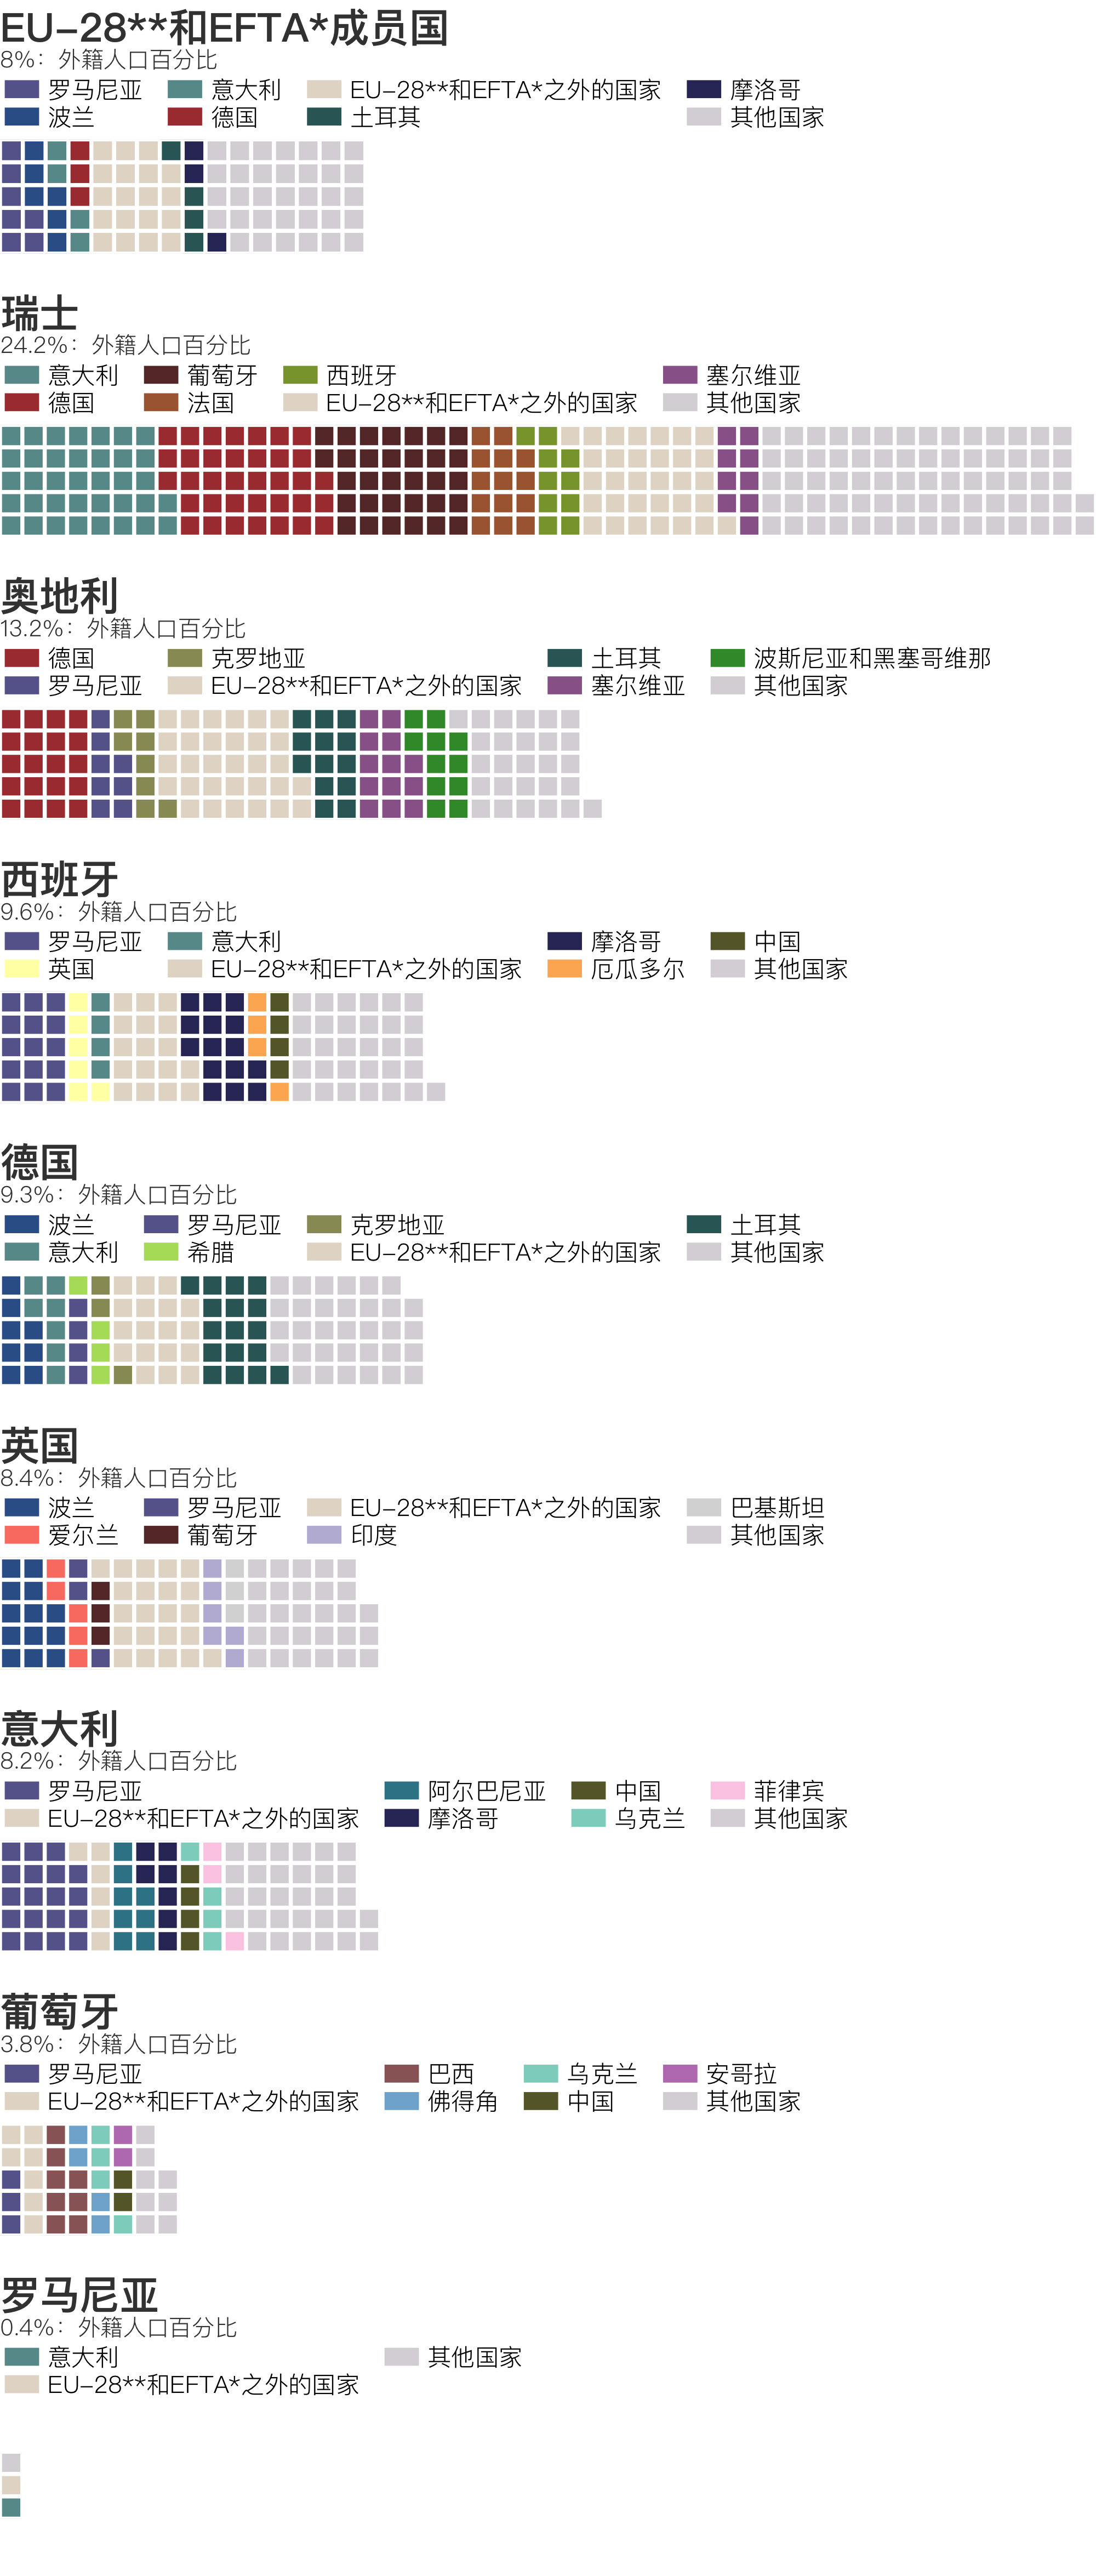 EU-28**和EFTA*成员国
8%：外籍人口百分比
罗马尼亚 意大利 EU-28**和EFTA*之外的国家 摩洛哥
波兰 德国 土耳其 其他国家
瑞士
24.2%：外籍人口百分比
意大利 葡萄牙 西班牙 塞尔维亚
德国 法国 EU-28**和EFTA*之外的国家 其他国家
奥地利
13.2%：外籍人口百分比
德国 克罗地亚 土耳其 波斯尼亚和黑塞哥维那
罗马尼亚 EU-28**和EFTA*之外的国家 塞尔维亚 其他国家
西班牙
9.6%：外籍人口百分比
罗马尼亚 意大利 摩洛哥 中国
英国 EU-28**和EFTA*之外的国家 厄瓜多尔 其他国家
德国
9.3%：外籍人口百分比
波兰 罗马尼亚 克罗地亚 土耳其
意大利 希腊 EU-28**和EFTA*之外的国家 其他国家
英国
8.4%：外籍人口百分比
波兰 罗马尼亚 EU-28**和EFTA*之外的国家 巴基斯坦
爱尔兰 葡萄牙 印度 其他国家
意大利
8.2%：外籍人口百分比
罗马尼亚 阿尔巴尼亚 中国 菲律宾
EU-28**和EFTA*之外的国家 摩洛哥 乌克兰 其他国家
葡萄牙
3.8%：外籍人口百分比
罗马尼亚 巴西 乌克兰 安哥拉
EU-28**和EFTA*之外的国家 佛得角 中国 其他国家
罗马尼亚
0.4%：外籍人口百分比
意大利 其他国家
EU-28**和EFTA*之外的国家